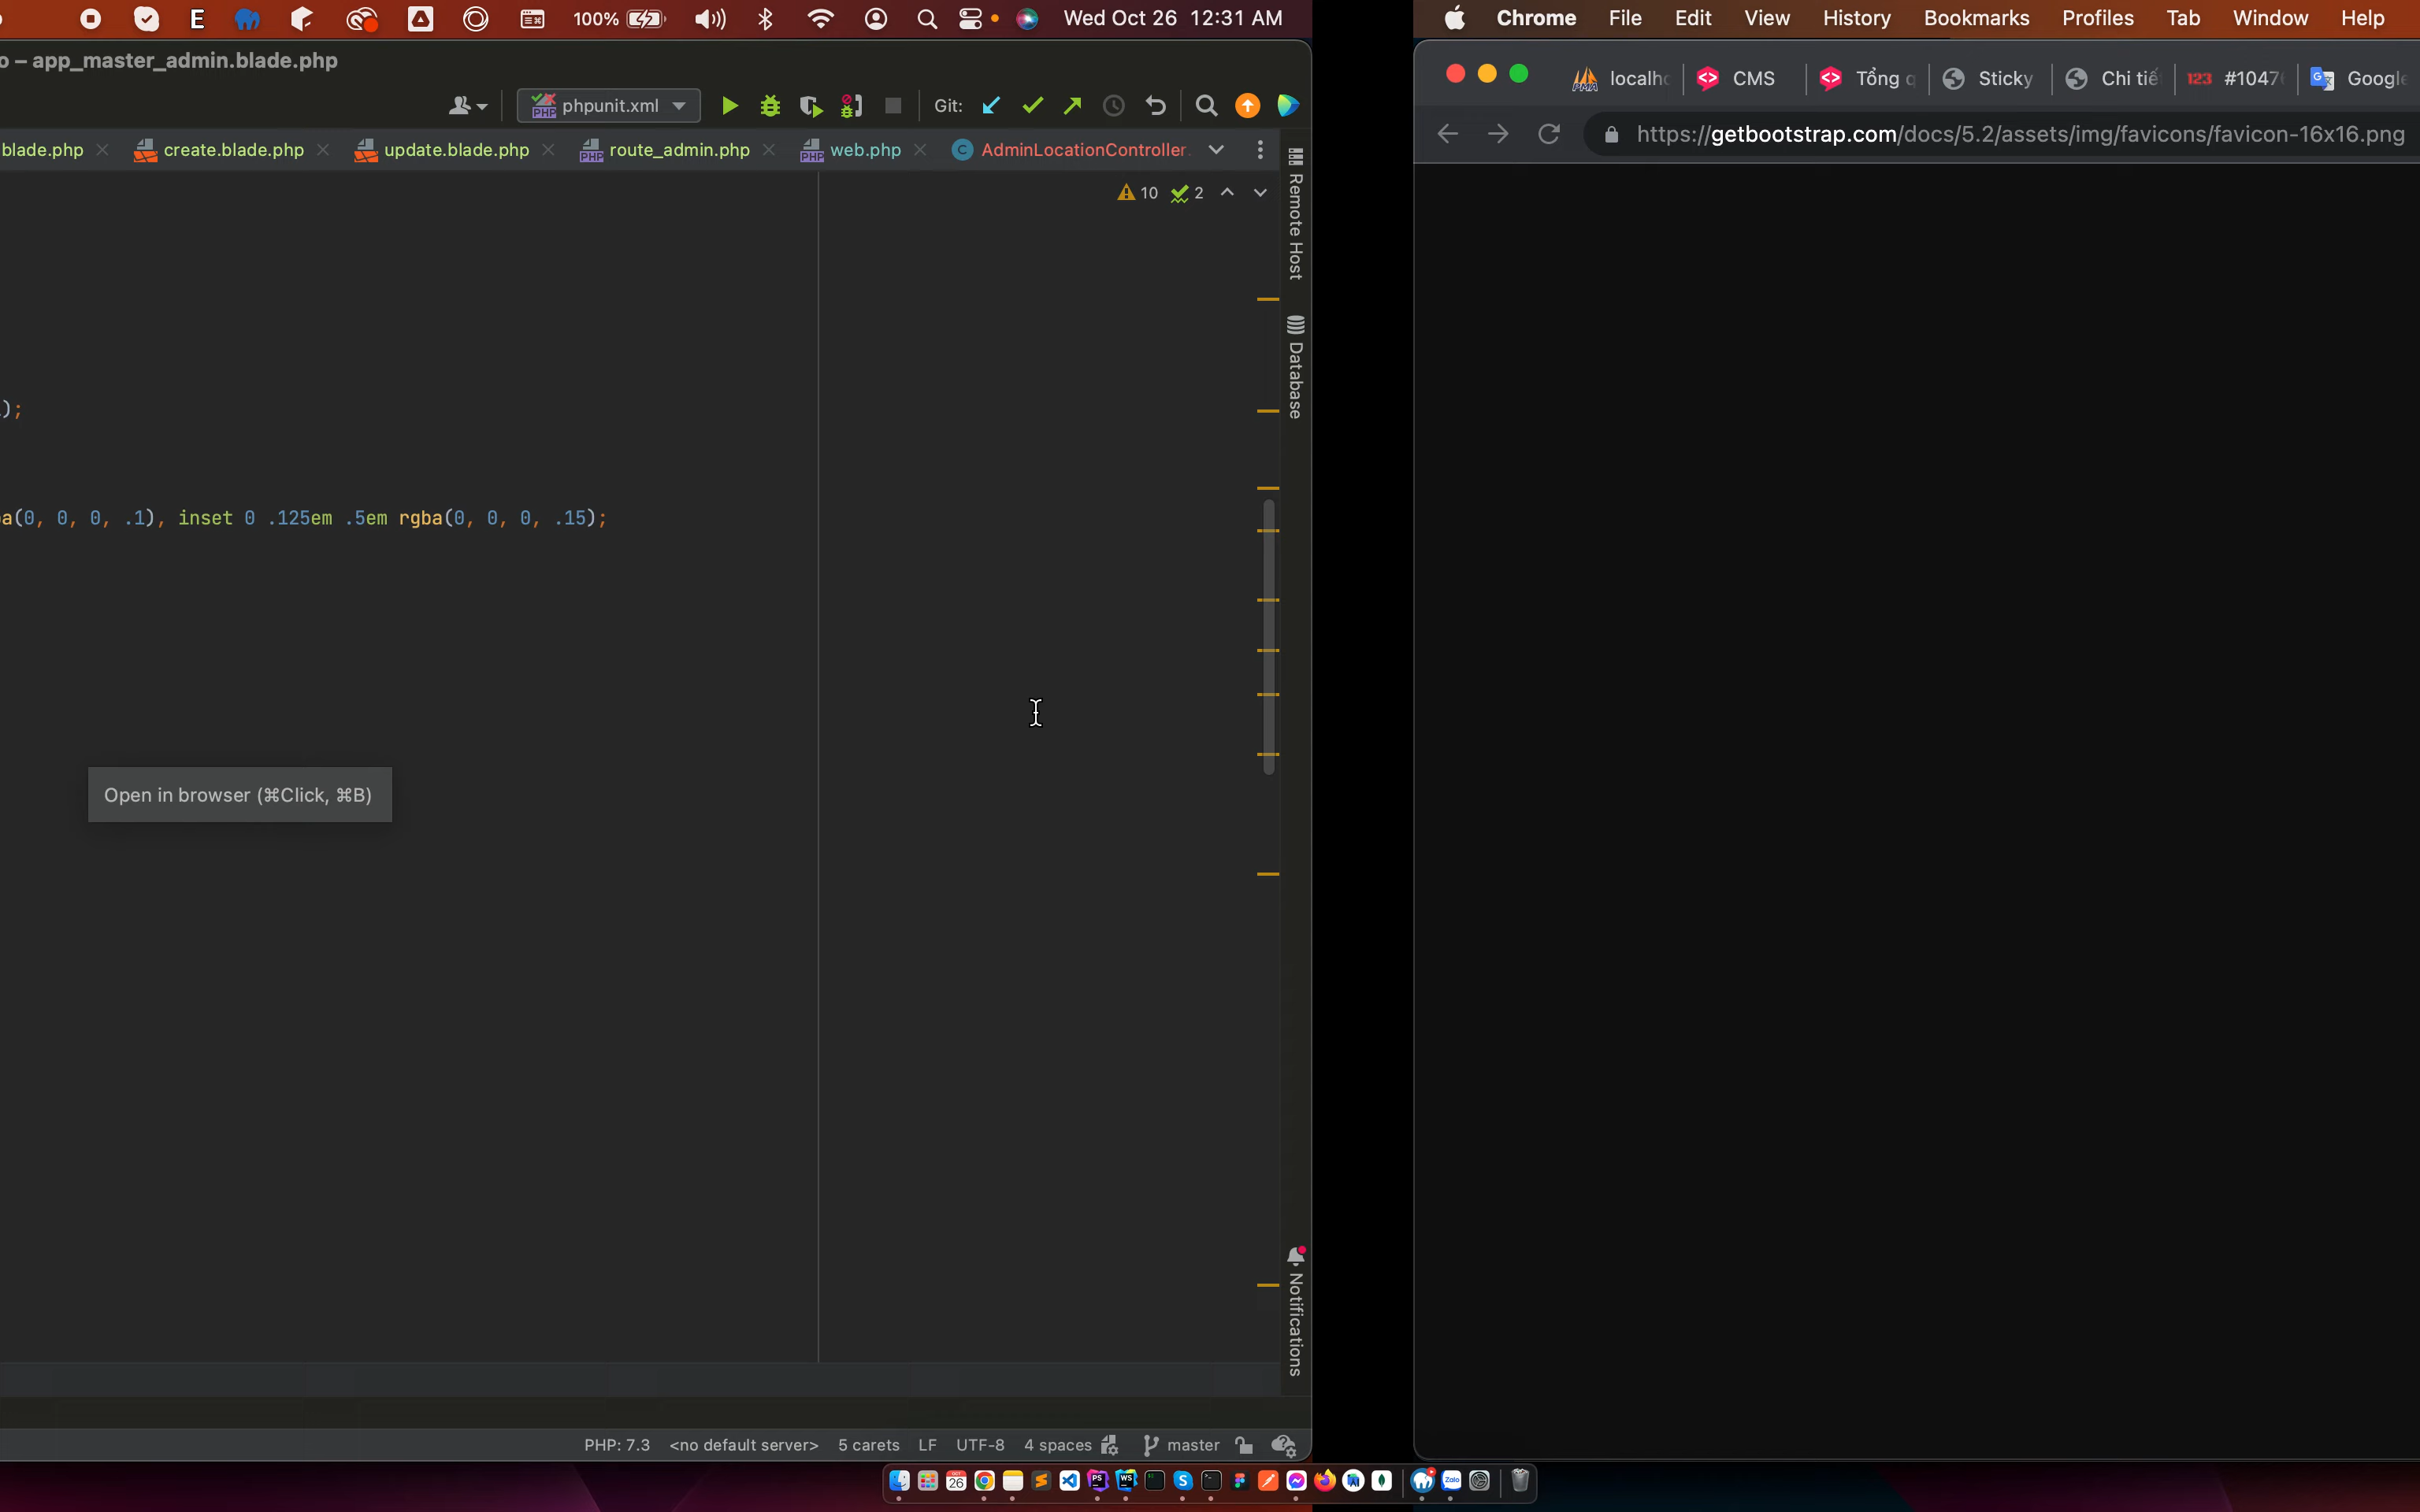 100%
Wed Oct 26 12:31 AM
– app_master_admin.blade.php
phpunit.xml
Git:
blade.php
create.blade.php
update.blade.php
route_admin.php
web.php
AdminLocationController
10
2
Remote Host
Database
);
(0, 0, 0, .1), inset 0 .125em .5em rgba(0, 0, 0, .15);
Open in browser (⌘Click, ⌘B)
Notifications
PHP: 7.3 <no default server> 5 carets LF UTF-8 4 spaces master
Chrome File Edit View History Bookmarks Profiles Tab Window Help
localho
CMS
Tổng q
Sticky
Chi tiế
123 #1047
Google
https://getbootstrap.com/docs/5.2/assets/img/favicons/favicon-16x16.png